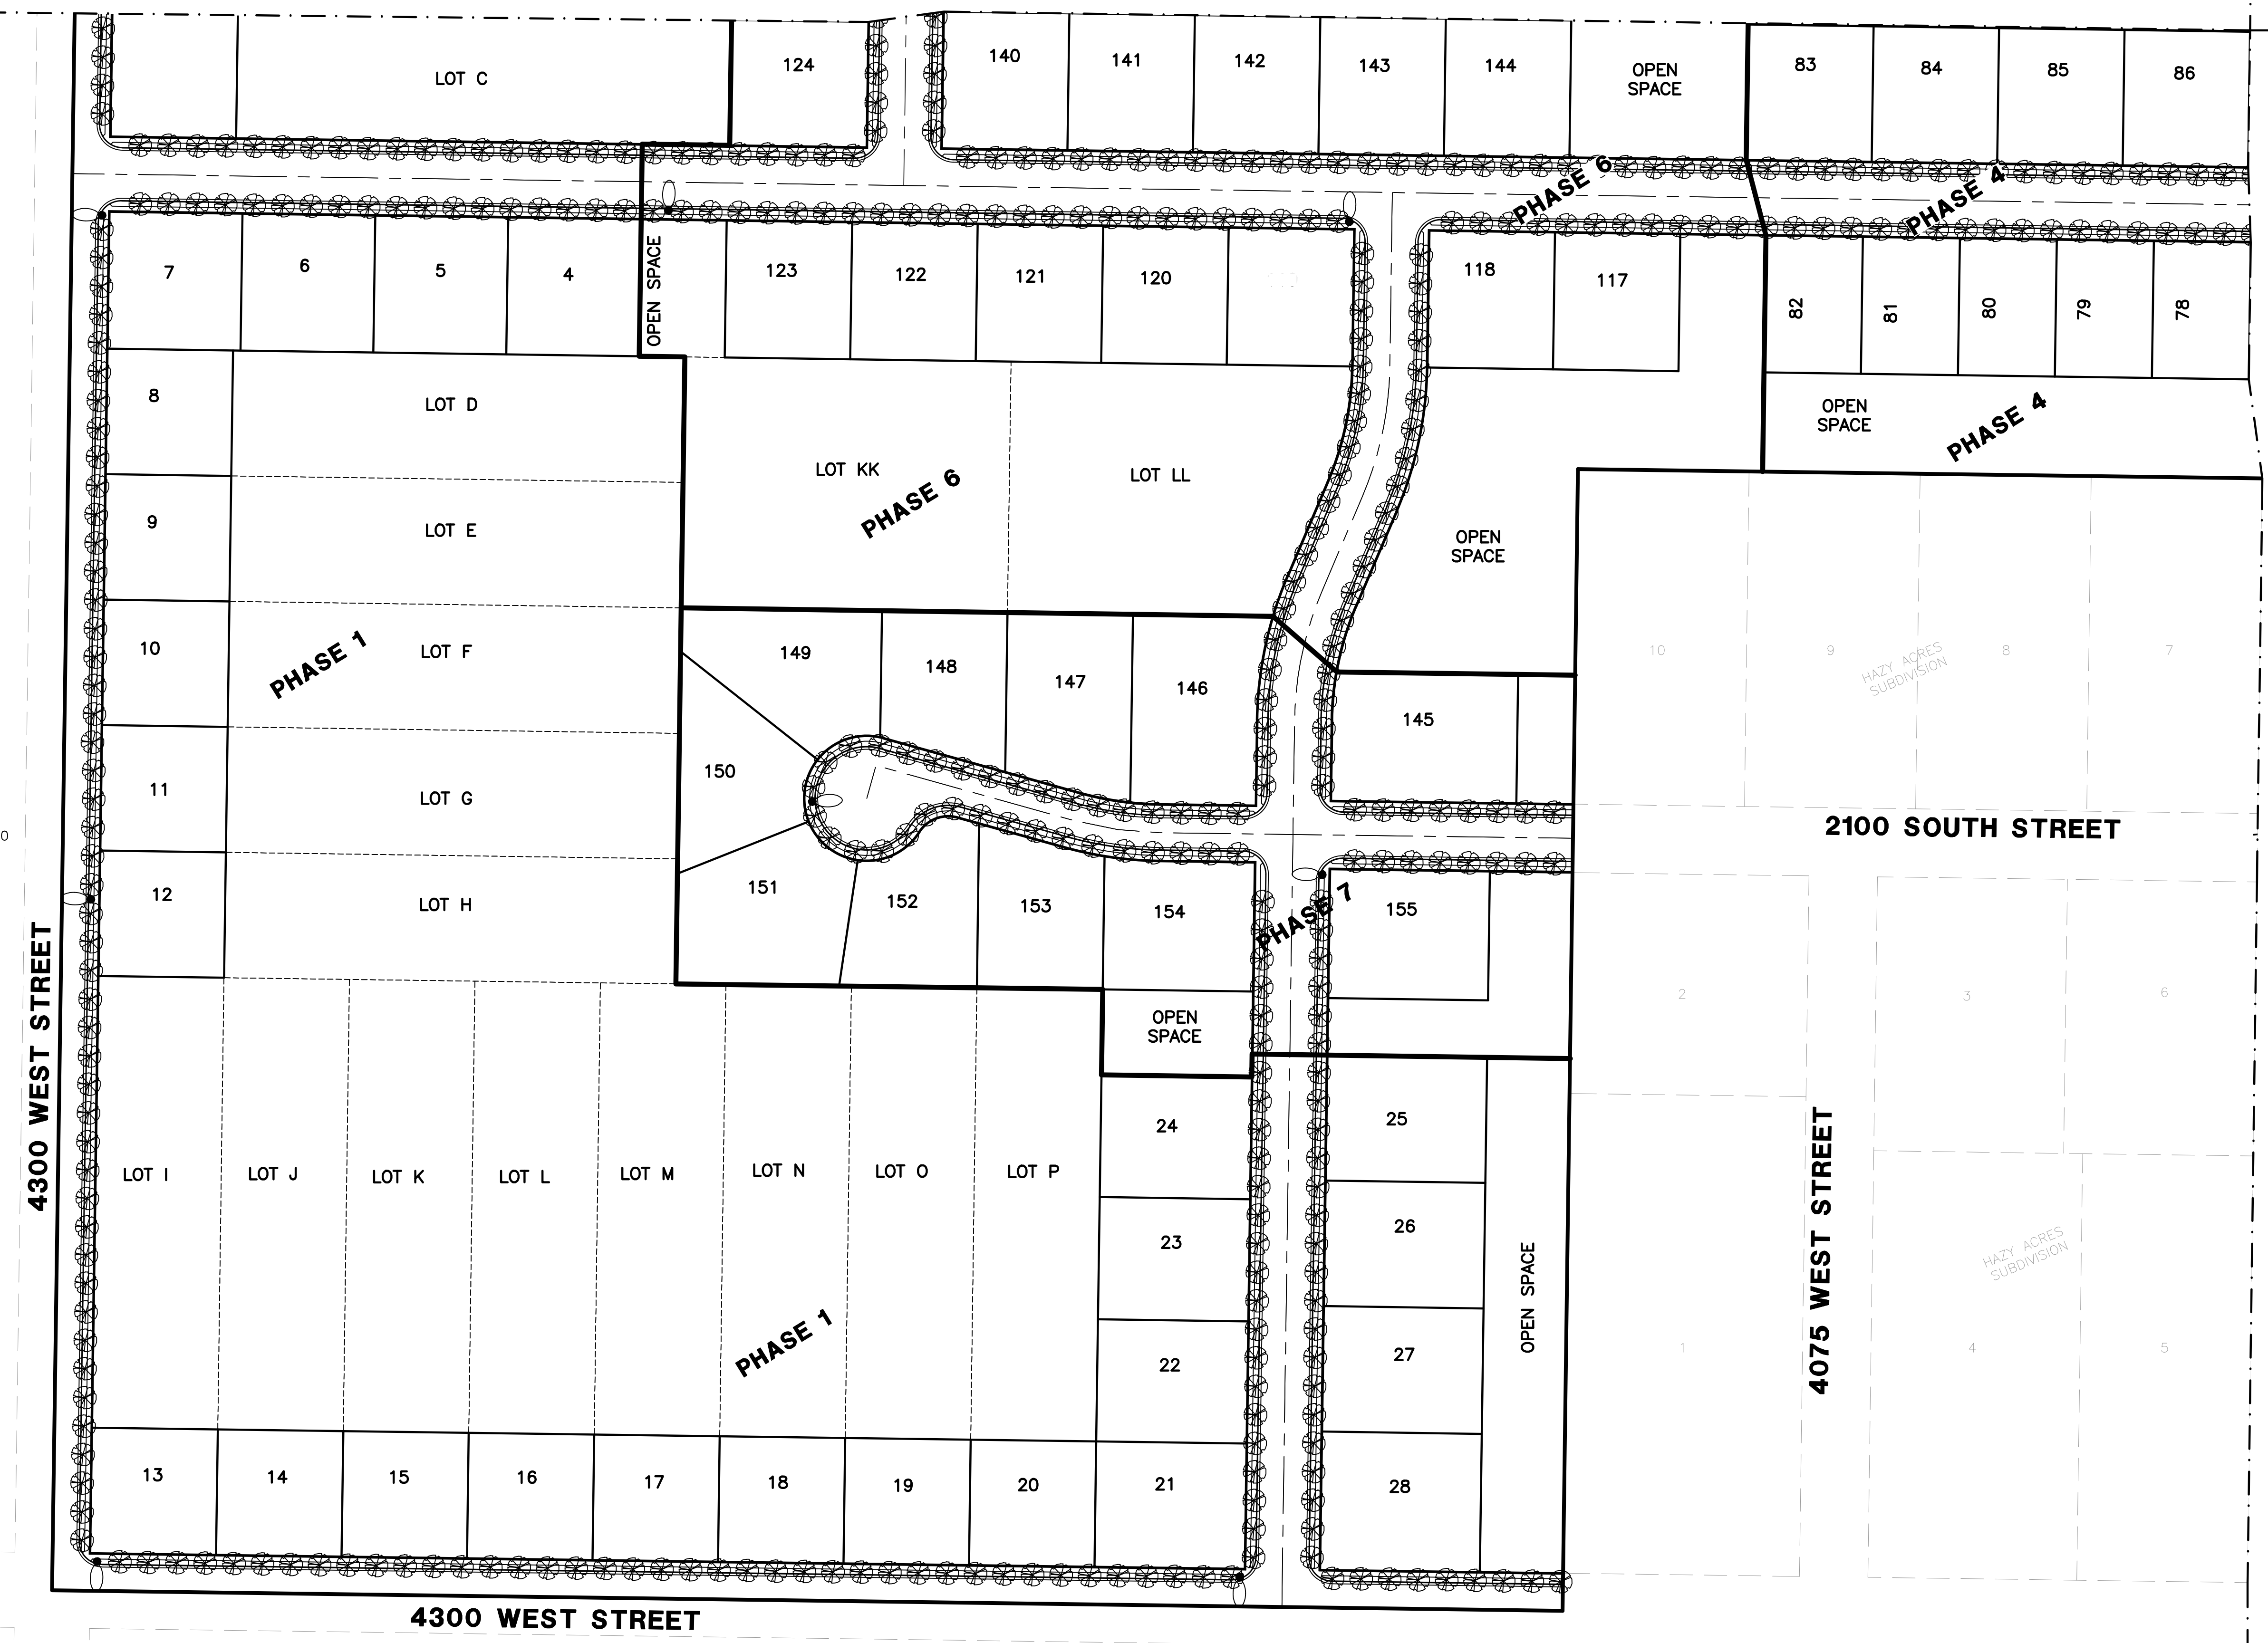 LOT C
124
140
141
142
143
144
OPEN
SPACE
83
84
85
86
PHASE 6
PHASE 4
7
6
5
4
OPEN SPACE
123
122
121
120
118
117
82
81
80
79
78
8
LOT D
OPEN
SPACE
PHASE 4
LOT KK
PHASE 6
LOT LL
9
LOT E
OPEN
SPACE
10
LOT F
PHASE 1
149
148
147
146
145
10
9
HAZY ACRES
SUBDIVISION
8
7
11
LOT G
150
2100 SOUTH STREET
0
12
LOT H
151
152
153
154
PHASE 7
155
4300 WEST STREET
OPEN
SPACE
2
3
6
LOT I
LOT J
LOT K
LOT L
LOT M
LOT N
LOT O
LOT P
24
25
23
26
OPEN SPACE
4075 WEST STREET
HAZY ACRES
SUBDIVISION
PHASE 1
22
27
1
4
5
13
14
15
16
17
18
19
20
21
28
4300 WEST STREET